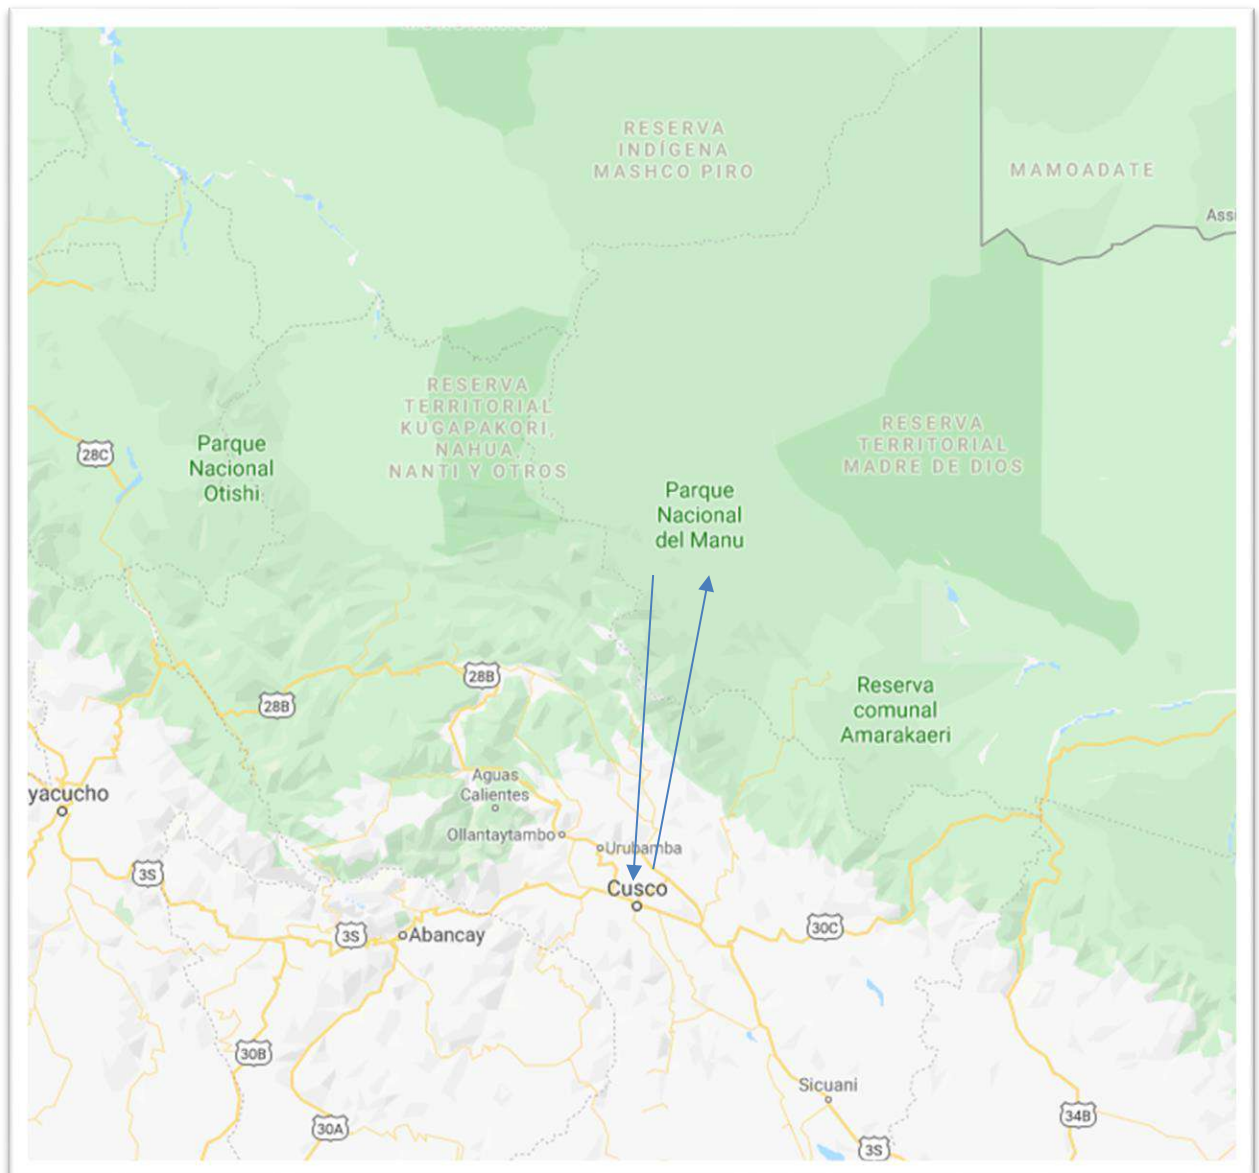 RESERVA
INDÍGENA
MASHCO PIRO
MAMOADATE
RESERVA
TERRITORIAL
KUGAPAKORI,
NAHUA,
NANTI Y OTROS
RESERVA
TERRITORIAL
MADRE DE DIOS
28C
Parque
Nacional
Otishi
Parque
Nacional
del Manu
28B
28B
Reserva
comunal
Amarakaeri
Aguas
Calientes
yacucho
Ollantaytambo
Urubamba
3S
Cusco
3S
Abancay
30C
30B
Sicuani
30A
34B
3S